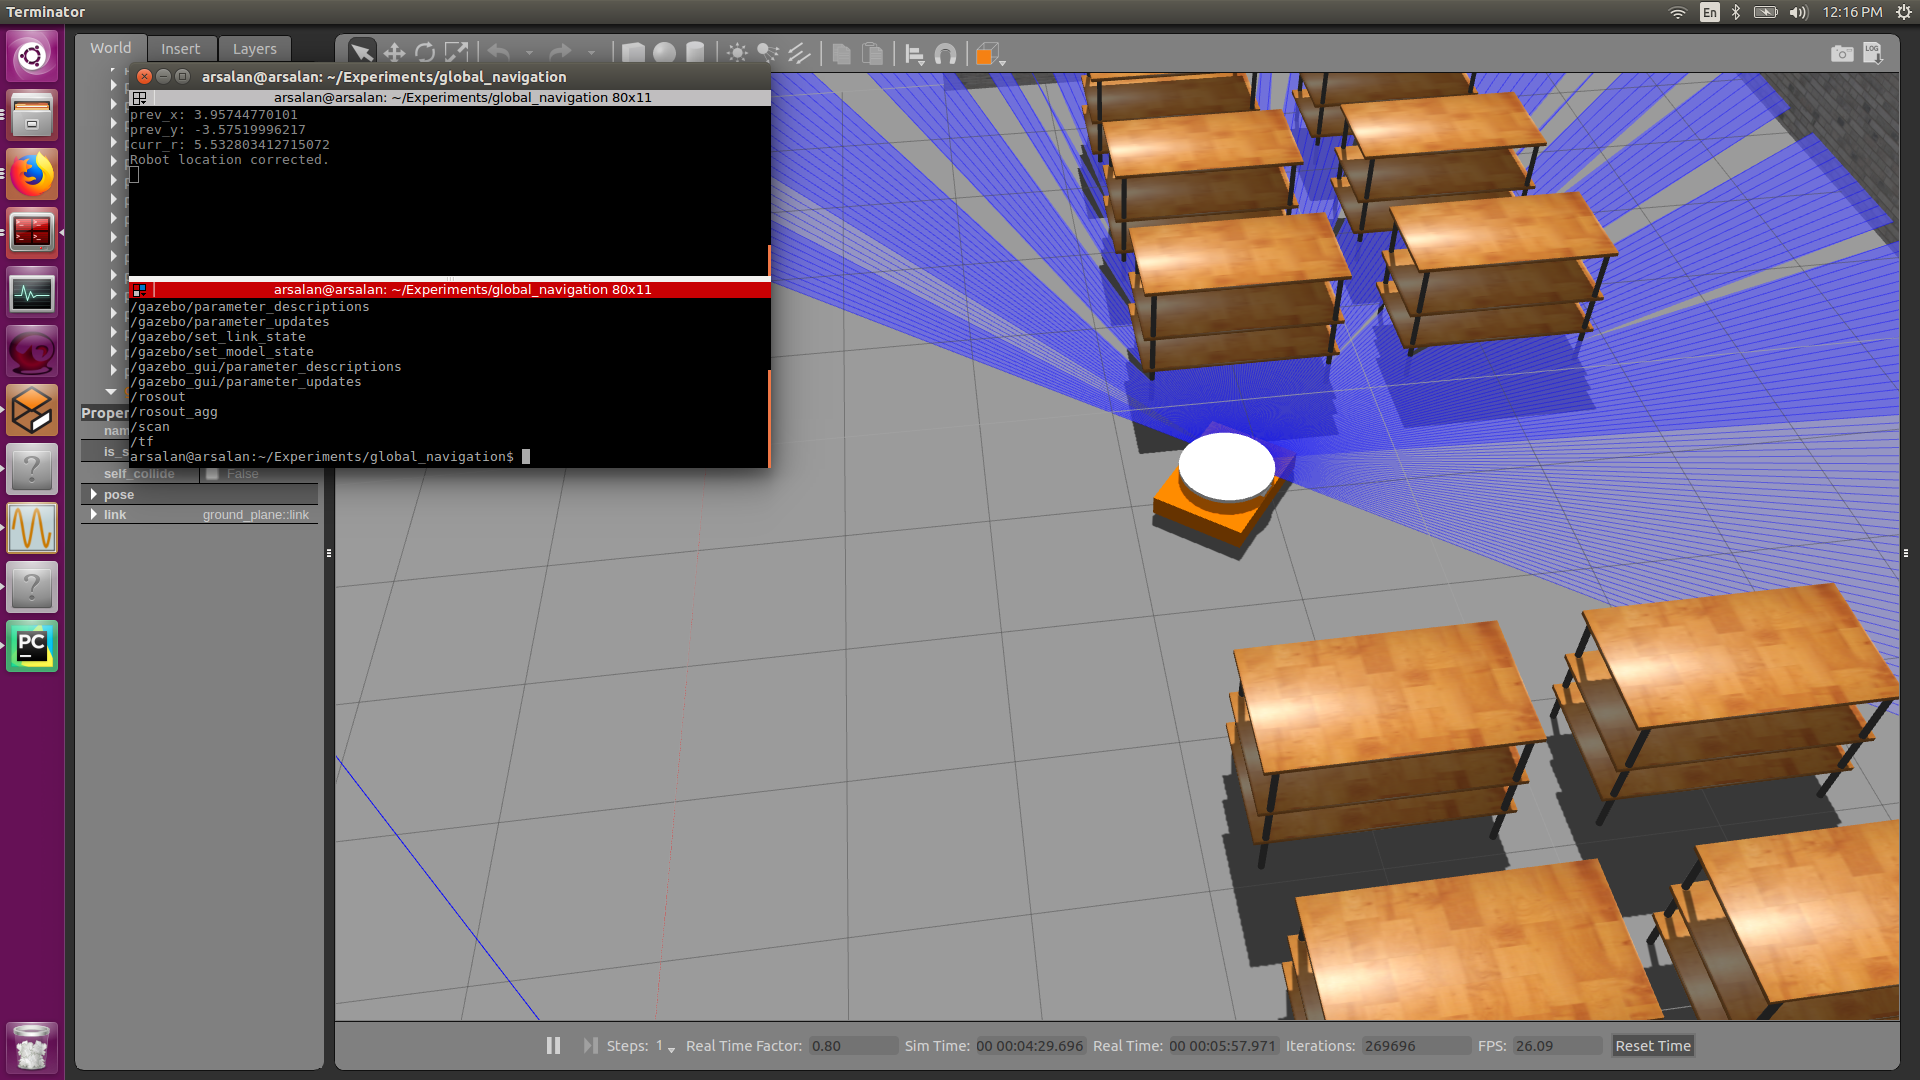 Terminator
En
12:16 PM
World Insert Layers
LOG
arsalan@arsalan: ~/Experiments/global_navigation
arsalan@arsalan: ~/Experiments/global_navigation 80x11
prev_x: 3.95744770101
prev_y: -3.57519996217
curr_r: 5.532803412715072
Robot location corrected.
arsalan@arsalan: ~/Experiments/global_navigation 80x11
/gazebo/parameter_descriptions
/gazebo/parameter_updates
/gazebo/set_link_state
/gazebo/set_model_state
/gazebo_gui/parameter_descriptions
/gazebo_gui/parameter_updates
/rosout
/rosout_agg
/scan
/tf
arsalan@arsalan:~/Experiments/global_navigation$
Proper
nam
is_s
self_collide False
pose
link ground_plane::link
PC
Steps: 1 Real Time Factor: 0.80 Sim Time: 00 00:04:29.696 Real Time: 00 00:05:57.971 Iterations: 269696 FPS: 26.09 Reset Time